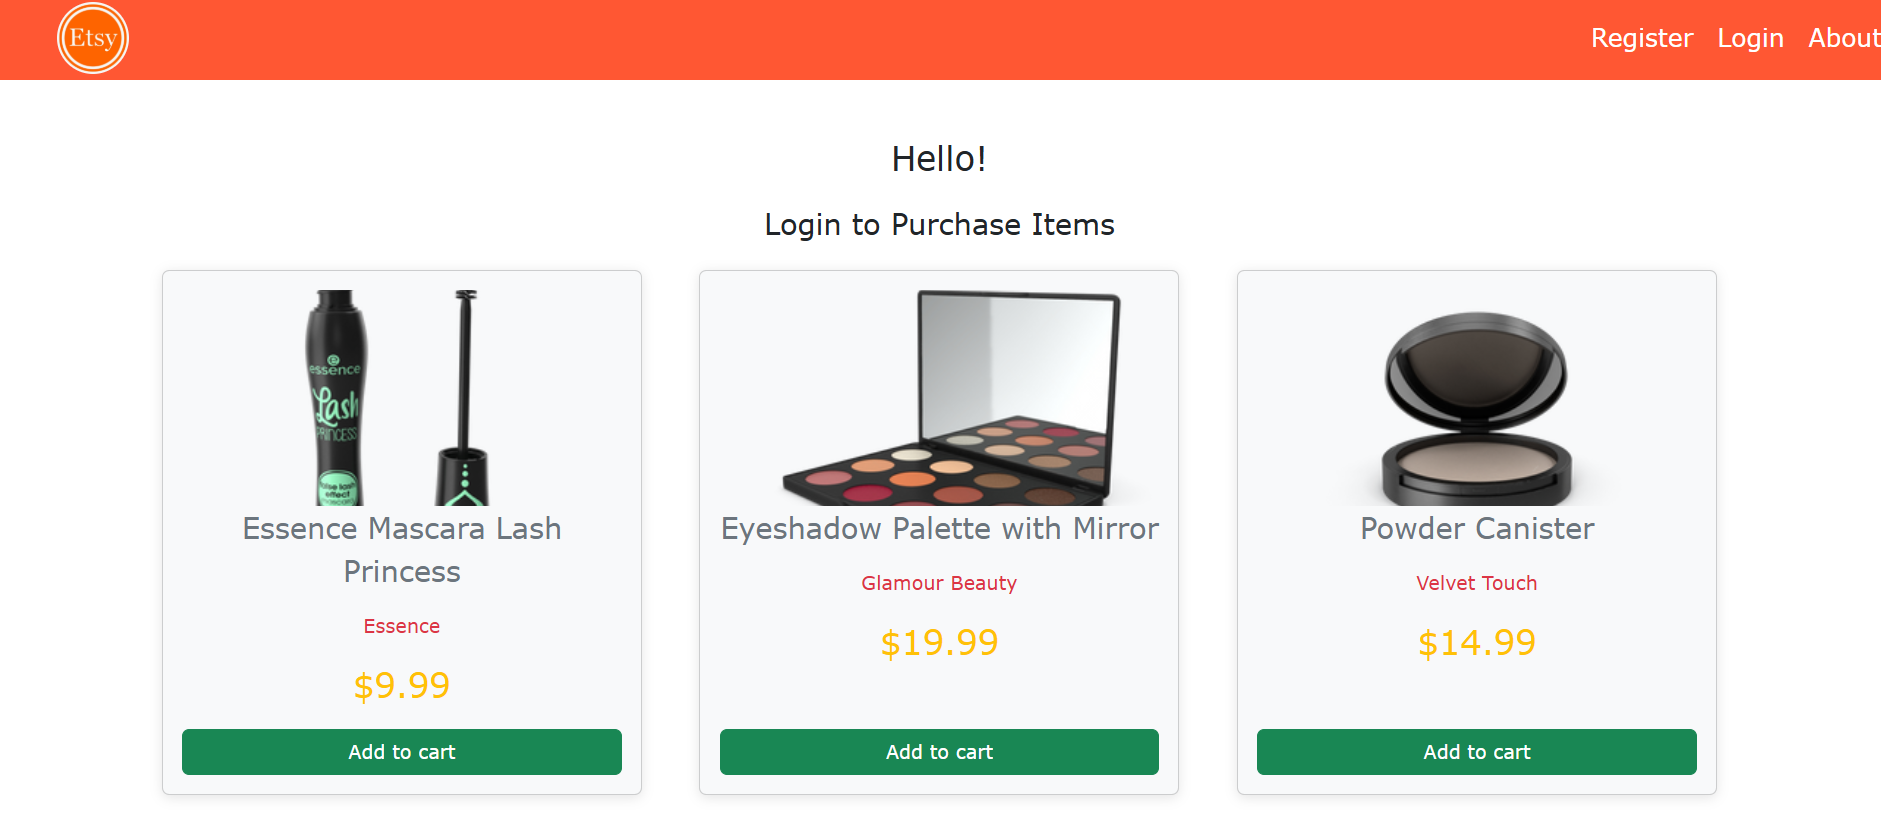 Etsy
Register Login About
Hello!
Login to Purchase Items
essence
Lash
PRINCESS
false lash
effect
mascara
Essence Mascara Lash
Princess
Essence
$9.99
Add to cart
Eyeshadow Palette with Mirror
Glamour Beauty
$19.99
Add to cart
Powder Canister
Velvet Touch
$14.99
Add to cart